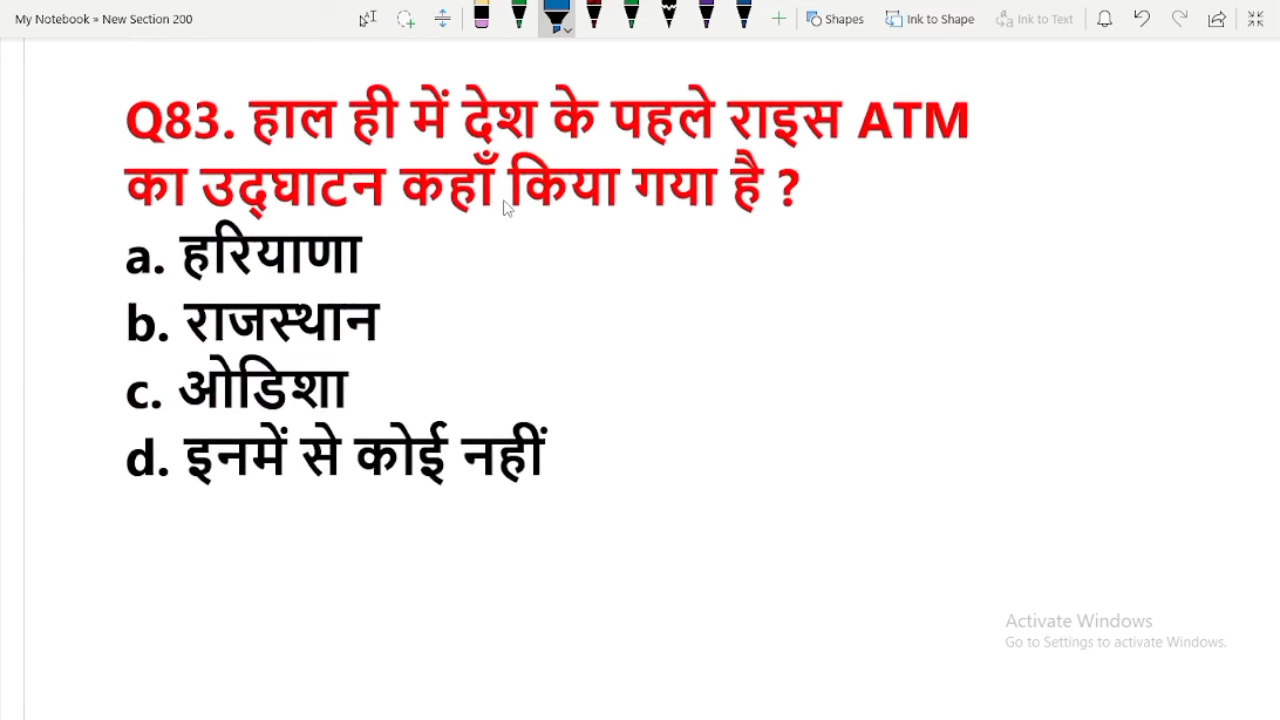 My Notebook » New Section 200
Shapes Ink to Shape Ink to Text
Q83. हाल ही में देश के पहले राइस ATM
का उद्घाटन कहाँ किया गया है ?
a. हरियाणा
b. राजस्थान
c. ओडिशा
d. इनमें से कोई नहीं
Activate Windows
Go to Settings to activate Windows.